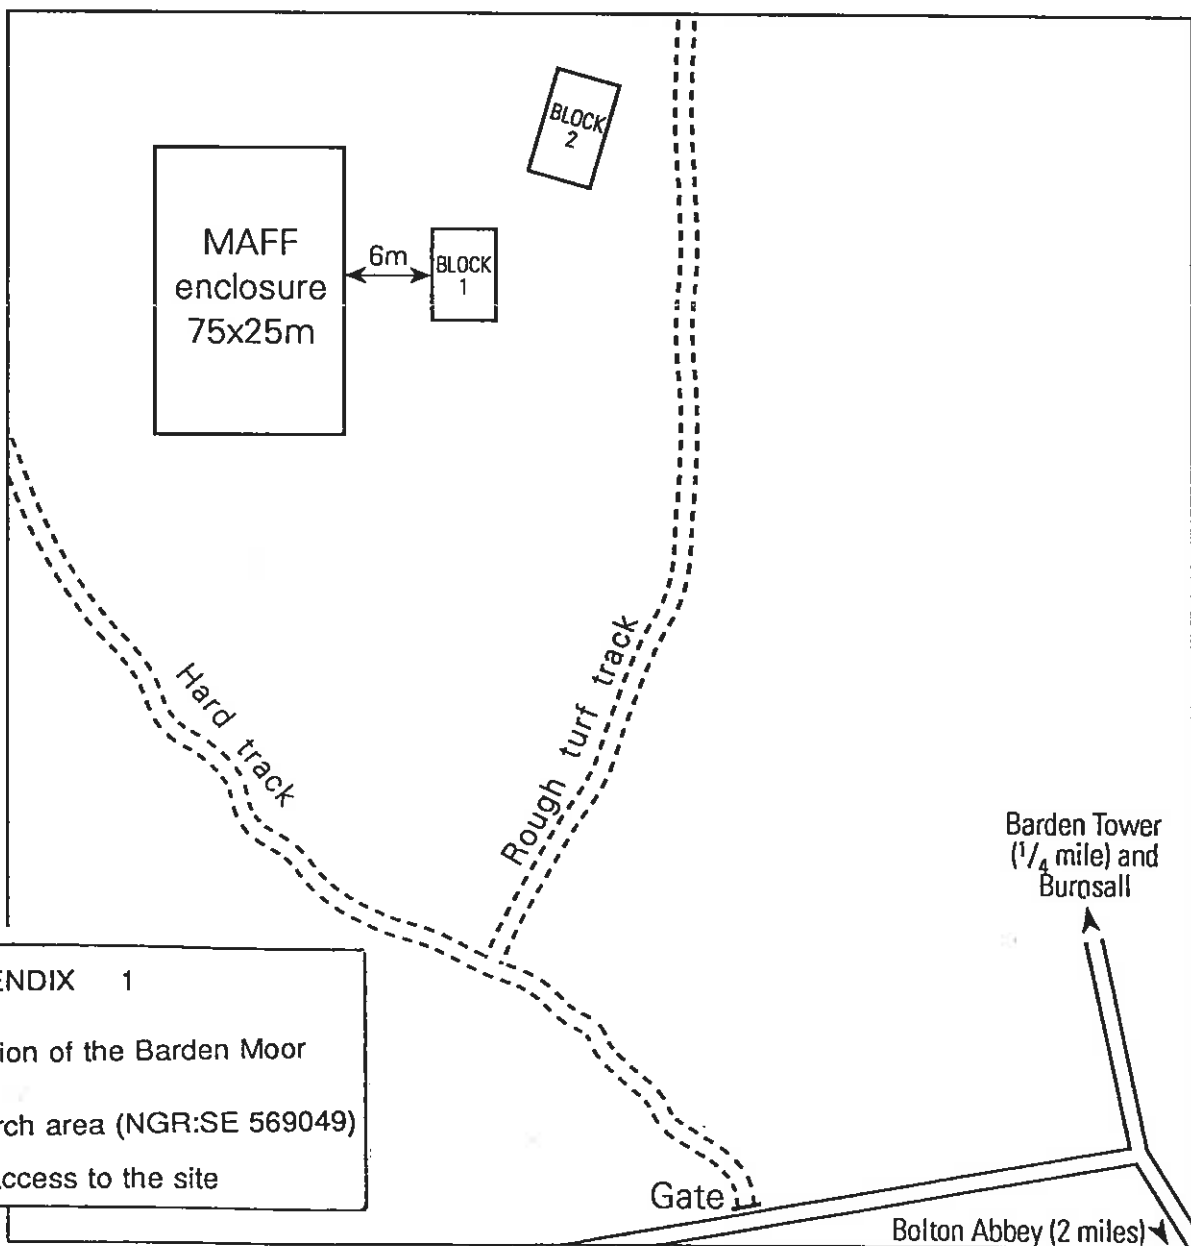 BLOCK
2
MAFF
enclosure
75x25m
6m
BLOCK
1
Hard track
Rough turf track
Barden Tower
(1/4 mile) and
Burnsall
ENDIX 1
ion of the Barden Moor
rch area (NGR:SE 569049)
ccess to the site
Gate
Bolton Abbey (2 miles)